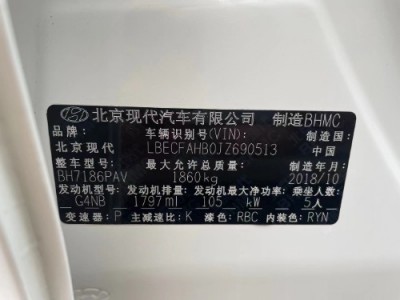 北京现代汽车有限公司 制造BHMC
品牌: 车辆识别号(VIN): 制造国:
北京现代 LBECFAHB0JZ690513 中国
整车型号: 最大允许总质量: 制造年月:
BH7186PAV 1860kg 2018/10
发动机型号: 发动机排量: 发动机最大净功率: 乘坐人数:
G4NB 1797ml 105 kW 5人
变速器: P 主减速比: K 漆色: RBC 内装色: RYN